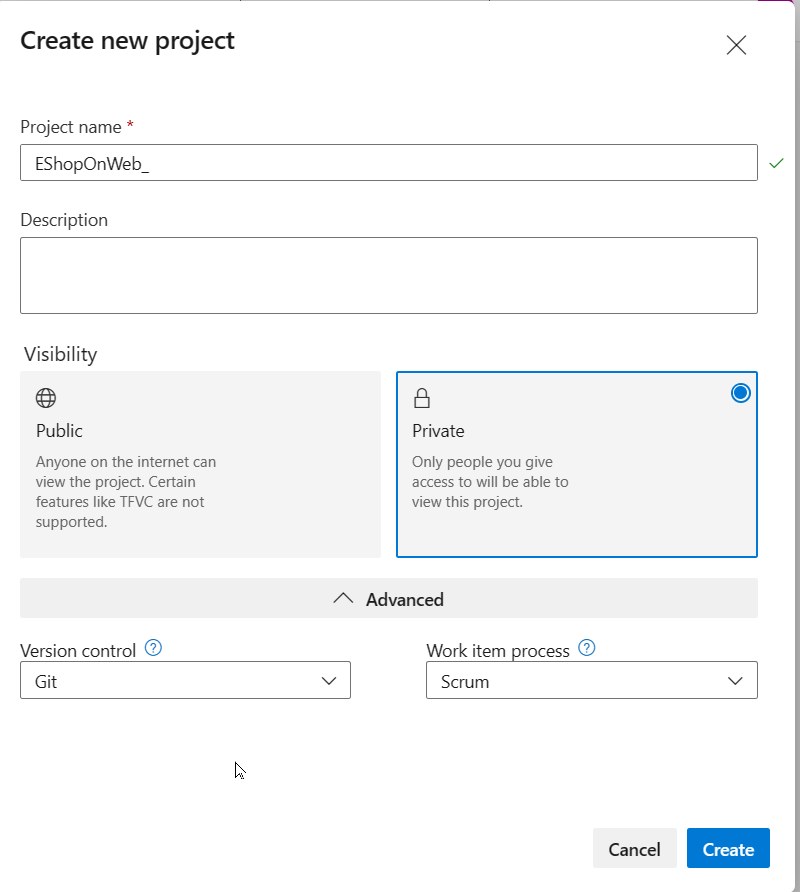 Create new project
Project name *
EShopOnWeb_
Description
Visibility
Public
Anyone on the internet can
view the project. Certain
features like TFVC are not
supported.
Private
Only people you give
access to will be able to
view this project.
Advanced
Version control ?
Git
Work item process ?
Scrum
Cancel
Create